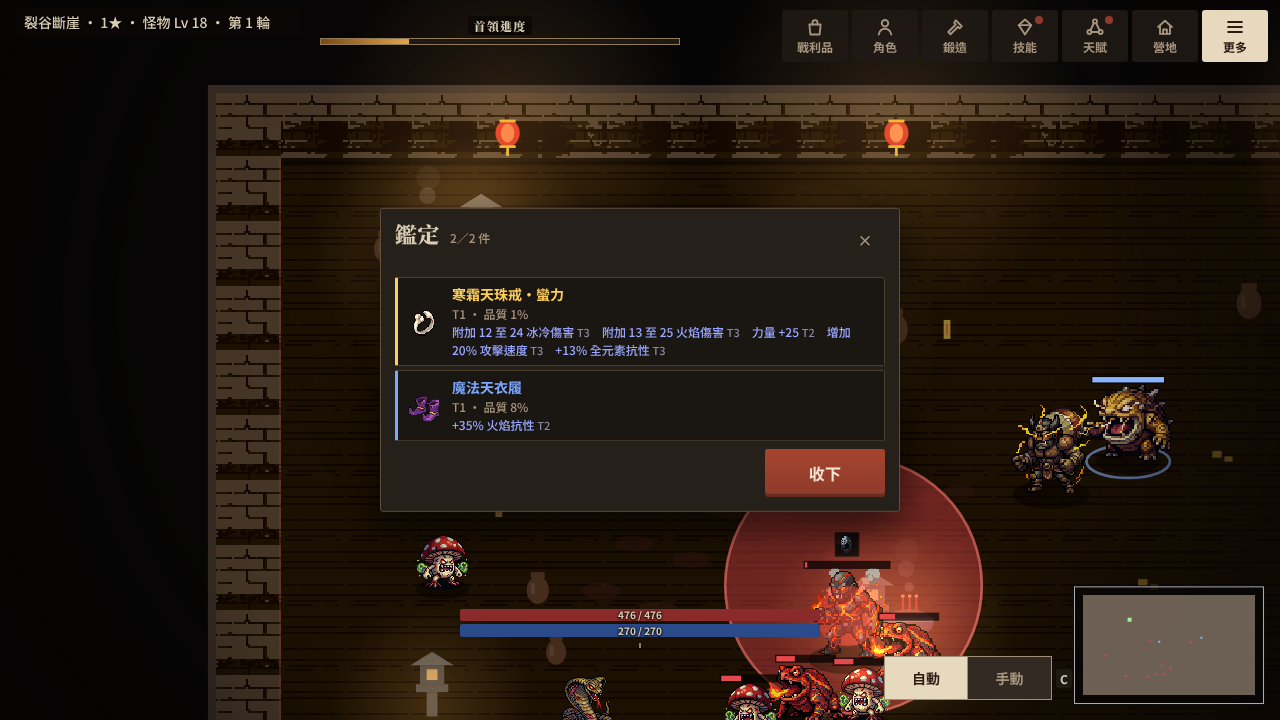 裂谷斷崖 · 1★ · 怪物 Lv 18 · 第 1 輪
首領進度
戰利品
角色
鍛造
技能
天賦
營地
更多
鑑定 2／2 件
×
寒霜天珠戒・蠻力
T1 · 品質 1%
附加 12 至 24 冰冷傷害 T3 附加 13 至 25 火焰傷害 T3 力量 +25 T2 增加
20% 攻擊速度 T3 +13% 全元素抗性 T3
魔法天衣履
T1 · 品質 8%
+35% 火焰抗性 T2
收下
476 / 476
270 / 270
自動
手動
C